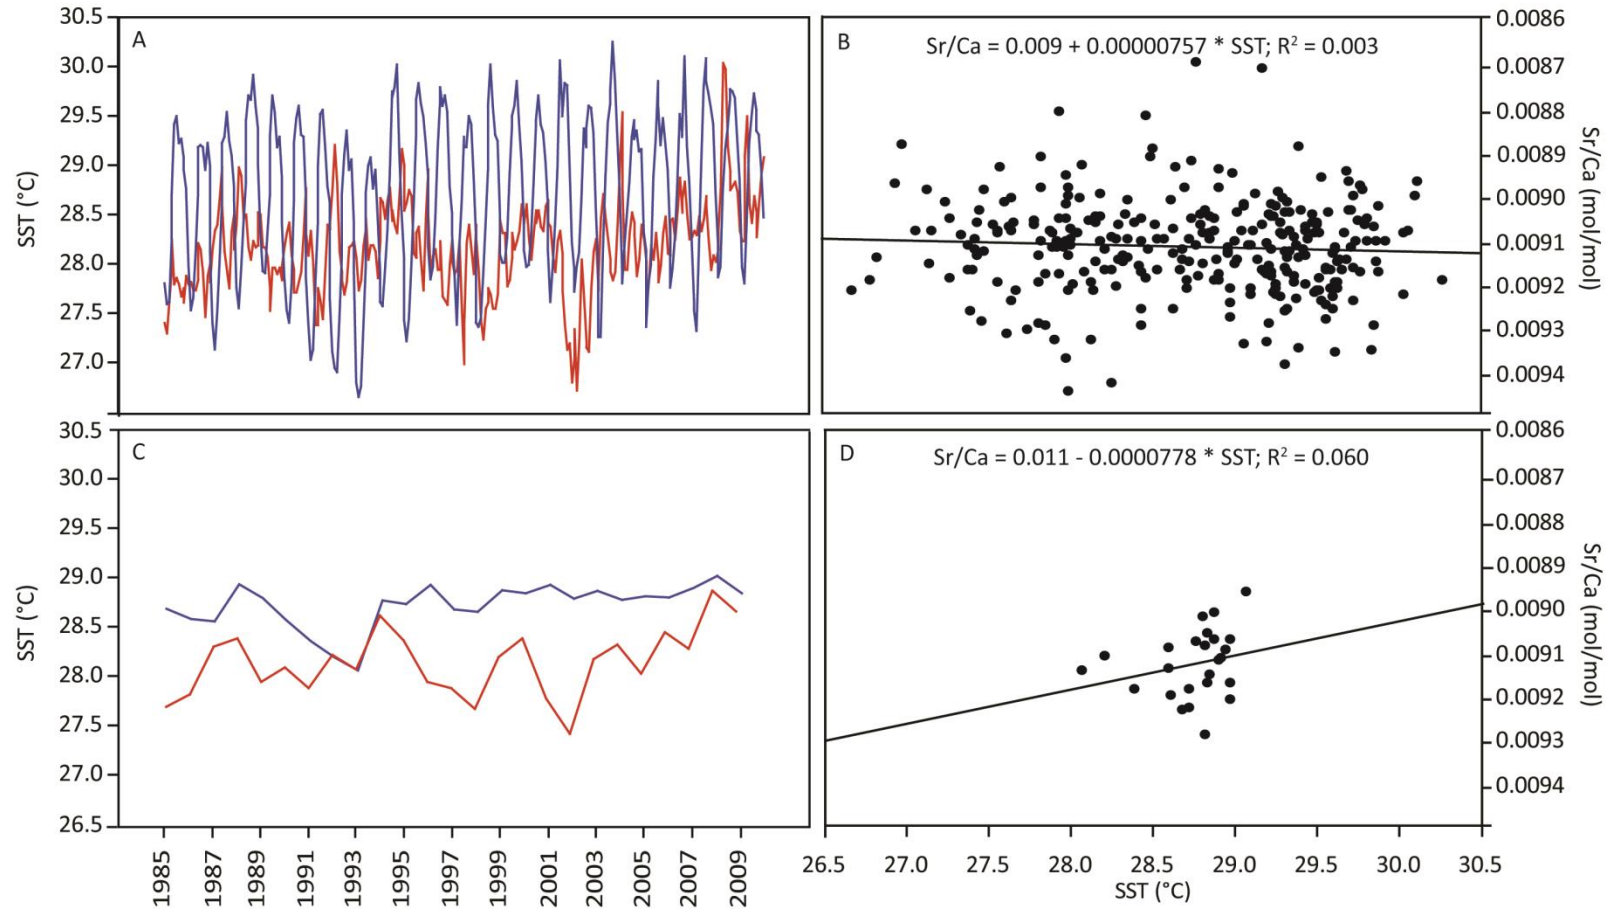 A
30.5
30.0
29.5
29.0
28.5
28.0
27.5
27.0
SST (°C)
B
Sr/Ca = 0.009 + 0.00000757 * SST; R² = 0.003
0.0086
0.0087
0.0088
0.0089
0.0090
0.0091
0.0092
0.0093
0.0094
Sr/Ca (mol/mol)
C
30.5
30.0
29.5
29.0
28.5
28.0
27.5
27.0
26.5
SST (°C)
1985 1987 1989 1991 1993 1995 1997 1999 2001 2003 2005 2007 2009
D
Sr/Ca = 0.011 - 0.0000778 * SST; R² = 0.060
0.0086
0.0087
0.0088
0.0089
0.0090
0.0091
0.0092
0.0093
0.0094
Sr/Ca (mol/mol)
26.5 27.0 27.5 28.0 28.5 29.0 29.5 30.0 30.5
SST (°C)